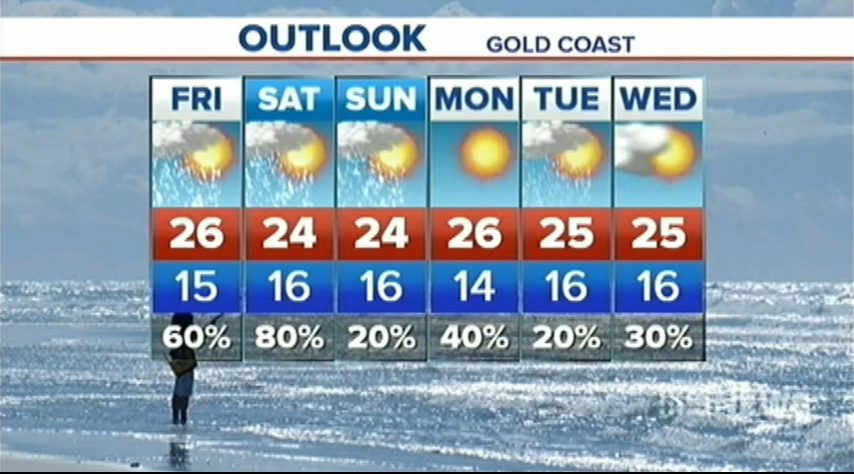 OUTLOOK GOLD COAST
FRI SAT SUN MON TUE WED
26 24 24 26 25 25
15 16 16 14 16 16
60% 80% 20% 40% 20% 30%
NEWS